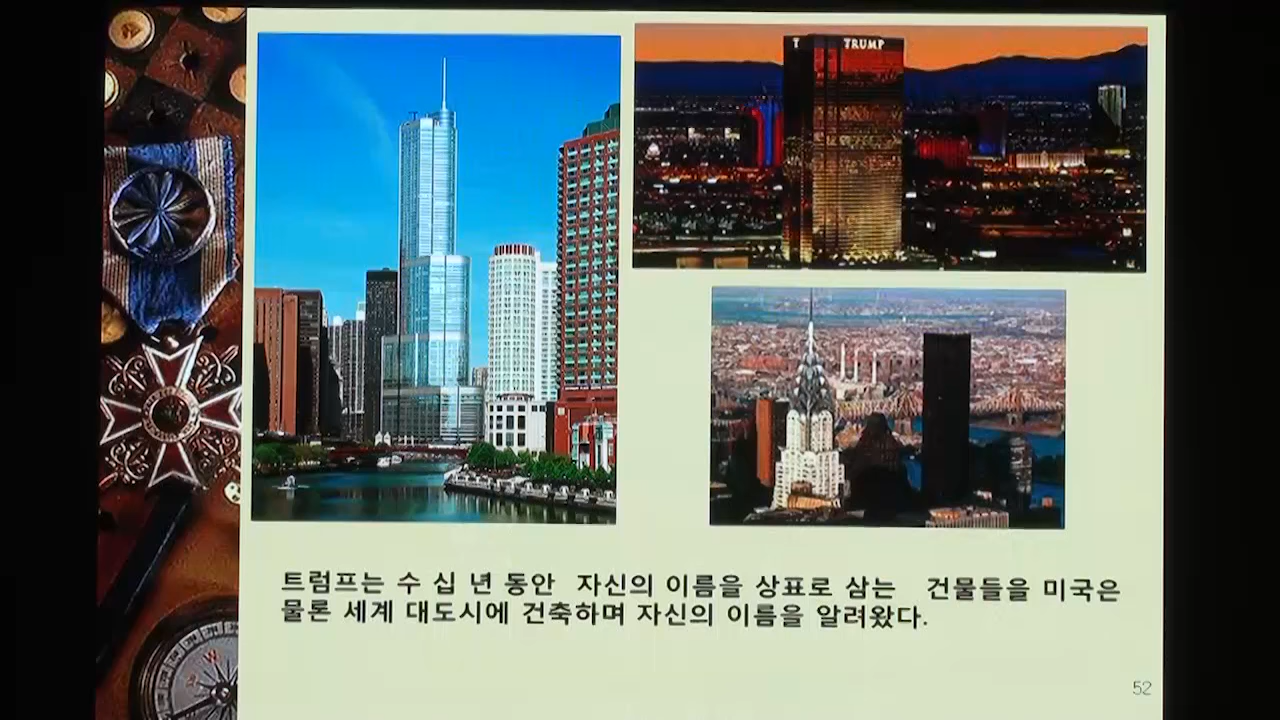 T TRUMP
트럼프는 수 십 년 동안 자신의 이름을 상표로 삼는 건물들을 미국은
물론 세계 대도시에 건축하며 자신의 이름을 알려왔다.
W
52